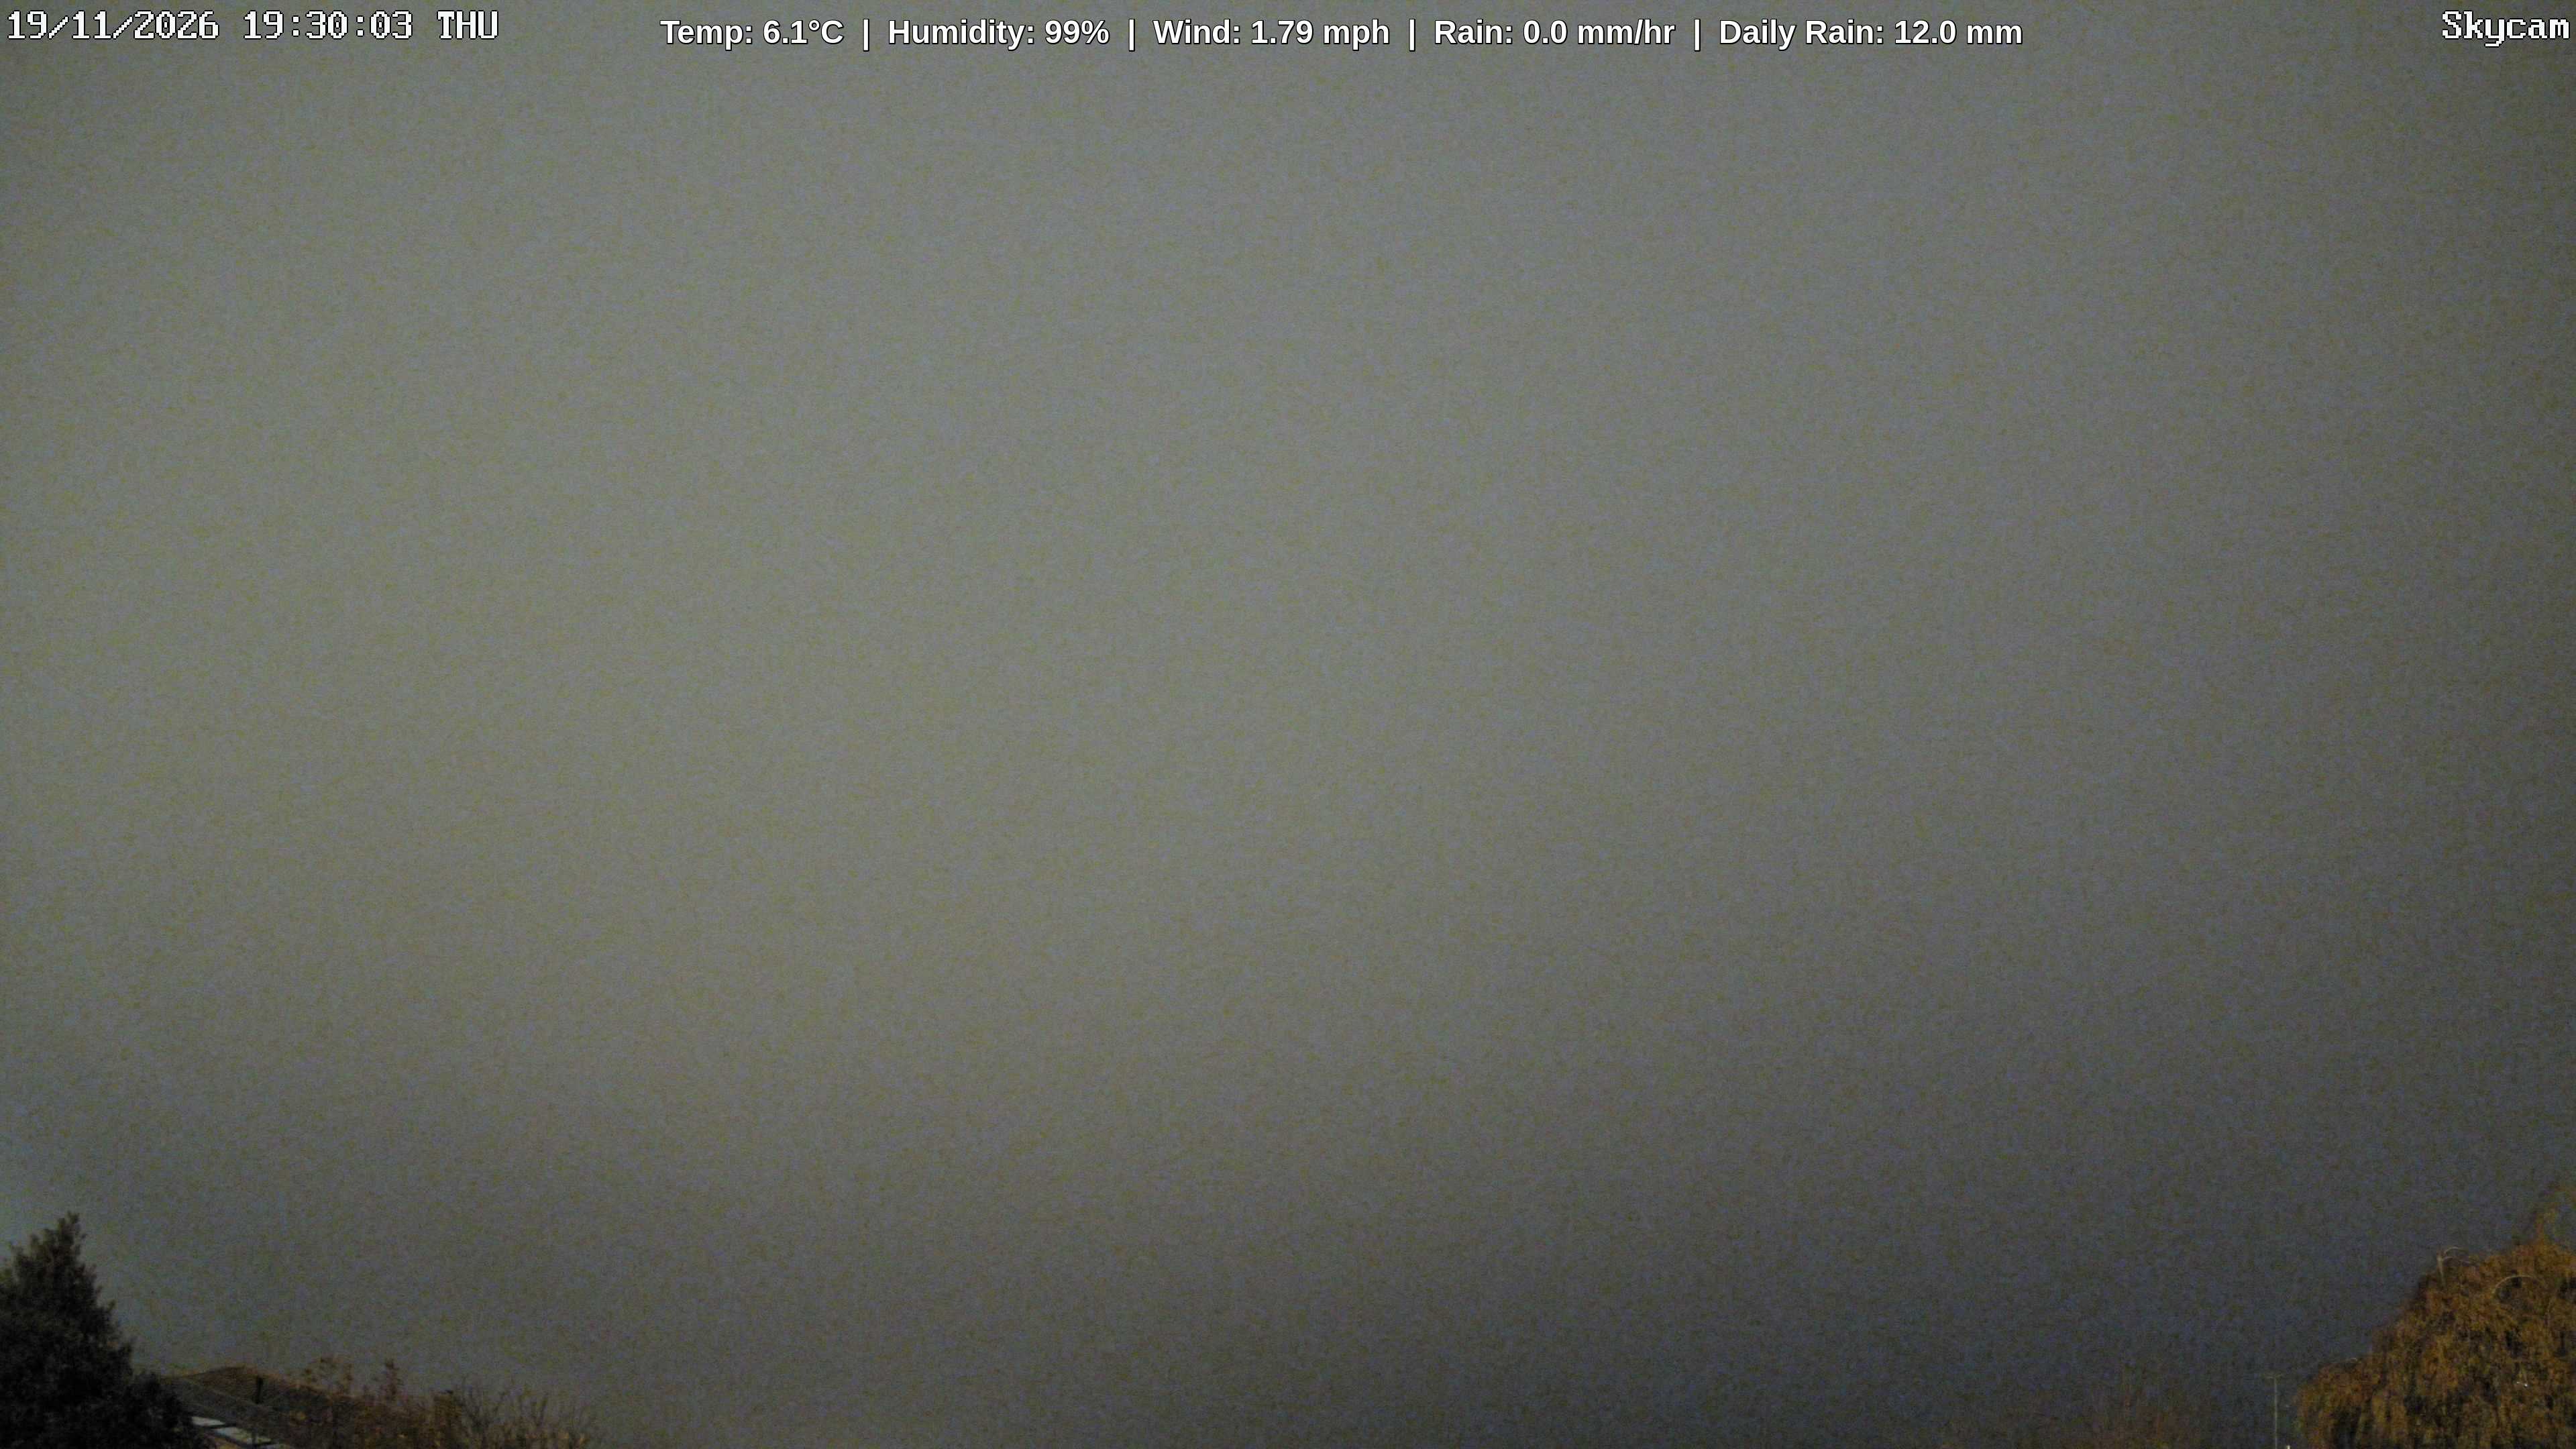 19/11/2026 19:30:03 THU
Temp: 6.1°C | Humidity: 99% | Wind: 1.79 mph | Rain: 0.0 mm/hr | Daily Rain: 12.0 mm
Skycam